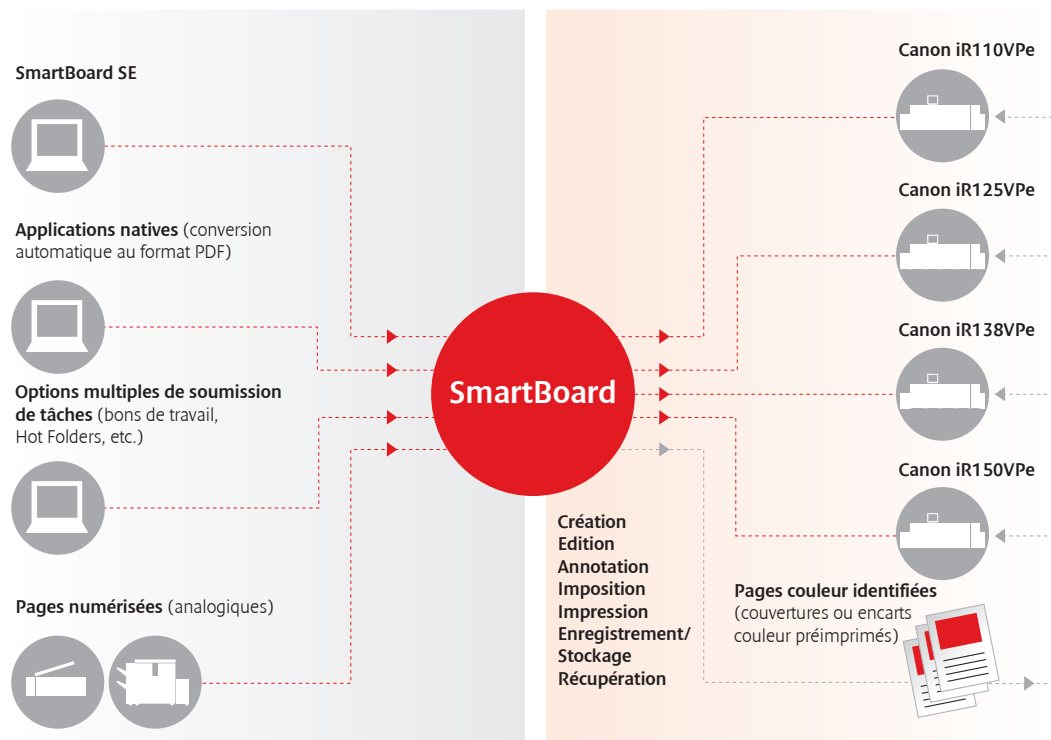 SmartBoard SE
Applications natives (conversion
automatique au format PDF)
Options multiples de soumission
de tâches (bons de travail,
Hot Folders, etc.)
Pages numérisées (analogiques)
SmartBoard
Création
Edition
Annotation
Imposition
Impression
Enregistrement/
Stockage
Récupération
Canon iR110VPe
Canon iR125VPe
Canon iR138VPe
Canon iR150VPe
Pages couleur identifiées
(couvertures ou encarts
couleur préimprimés)